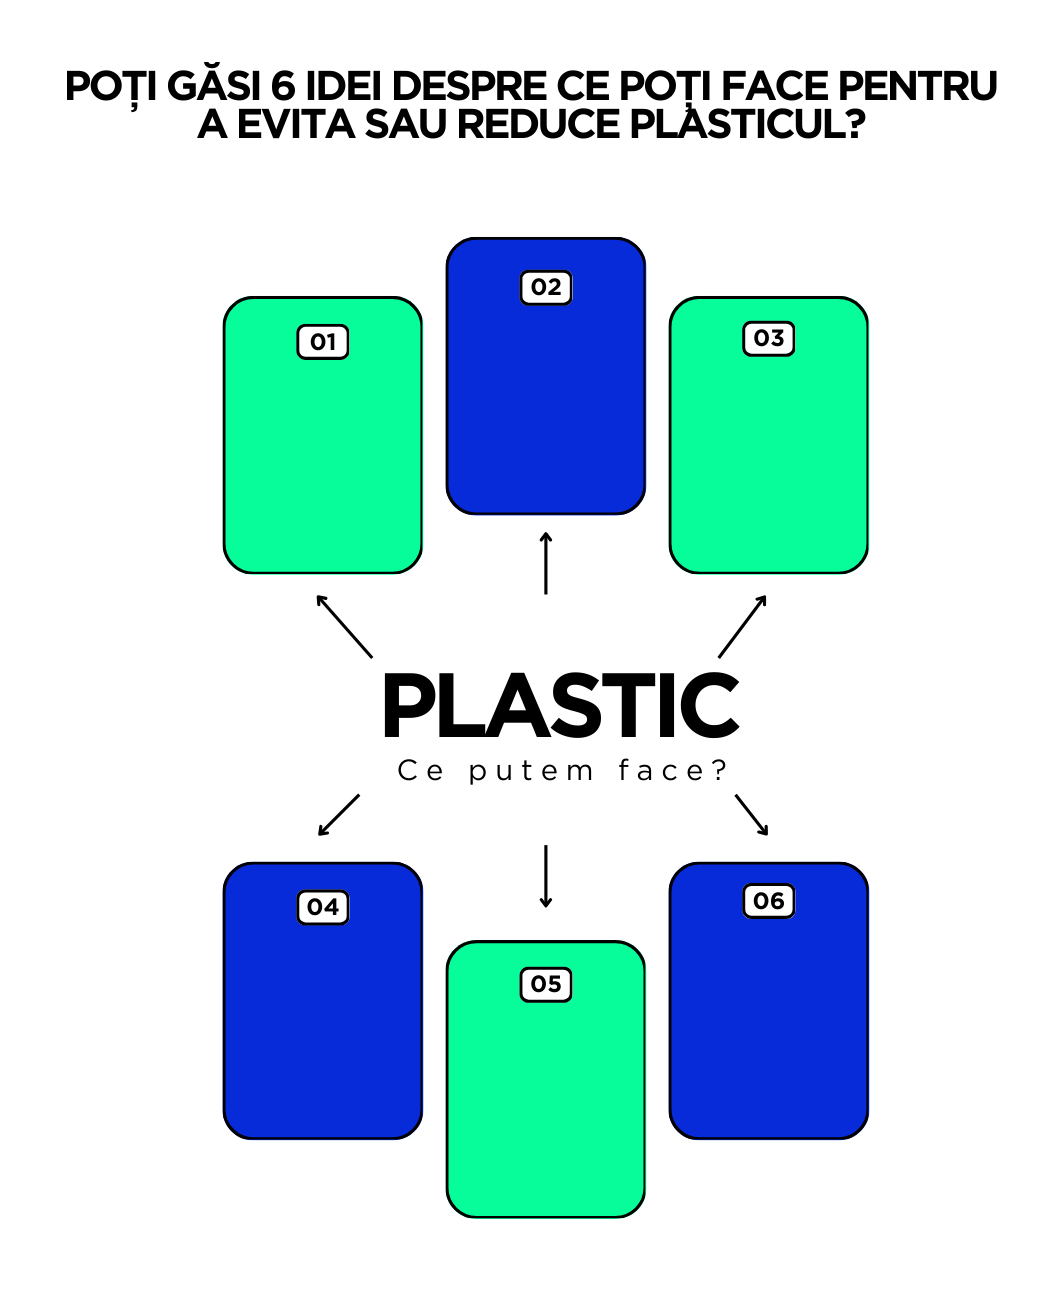 POȚI GĂSI 6 IDEI DESPRE CE POȚI FACE PENTRU
A EVITA SAU REDUCE PLASTICUL?
01
02
03
PLASTIC
Ce putem face?
04
05
06